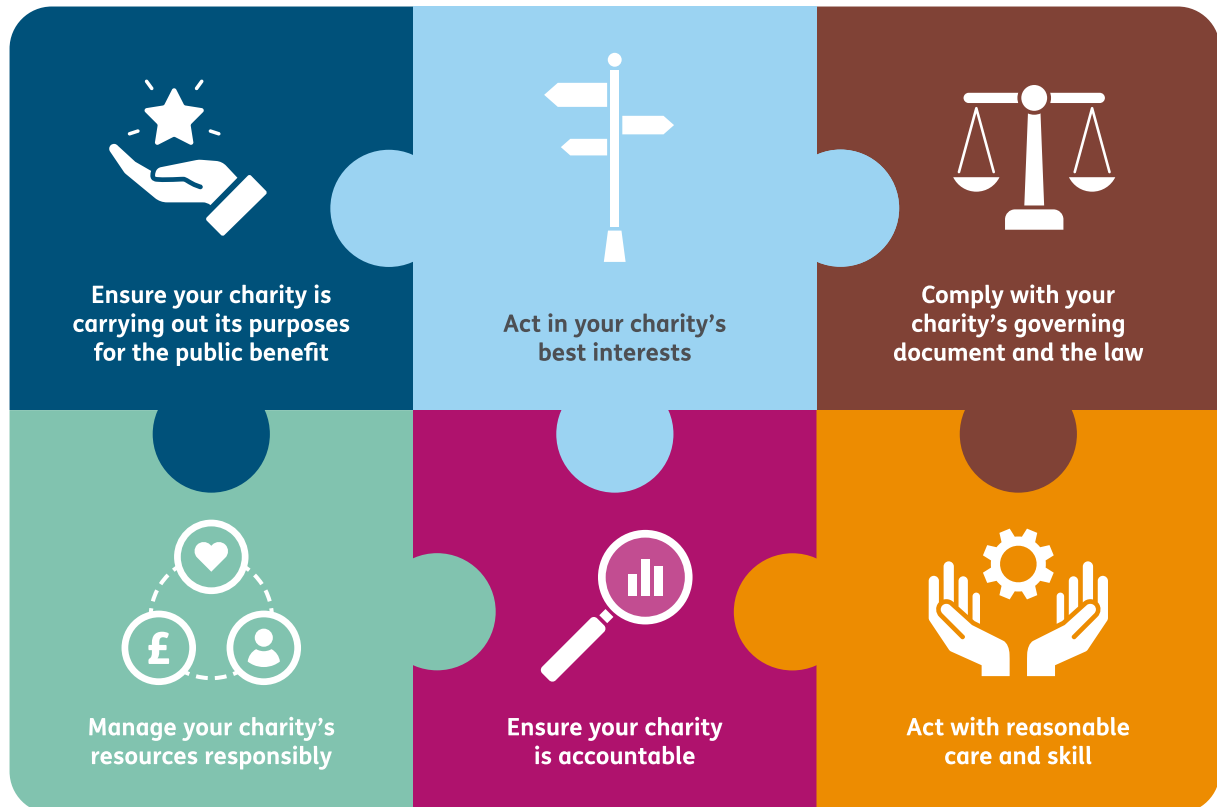 Ensure your charity is
carrying out its purposes
for the public benefit
Act in your charity’s
best interests
Comply with your
charity’s governing
document and the law
£
Manage your charity’s
resources responsibly
Ensure your charity
is accountable
Act with reasonable
care and skill